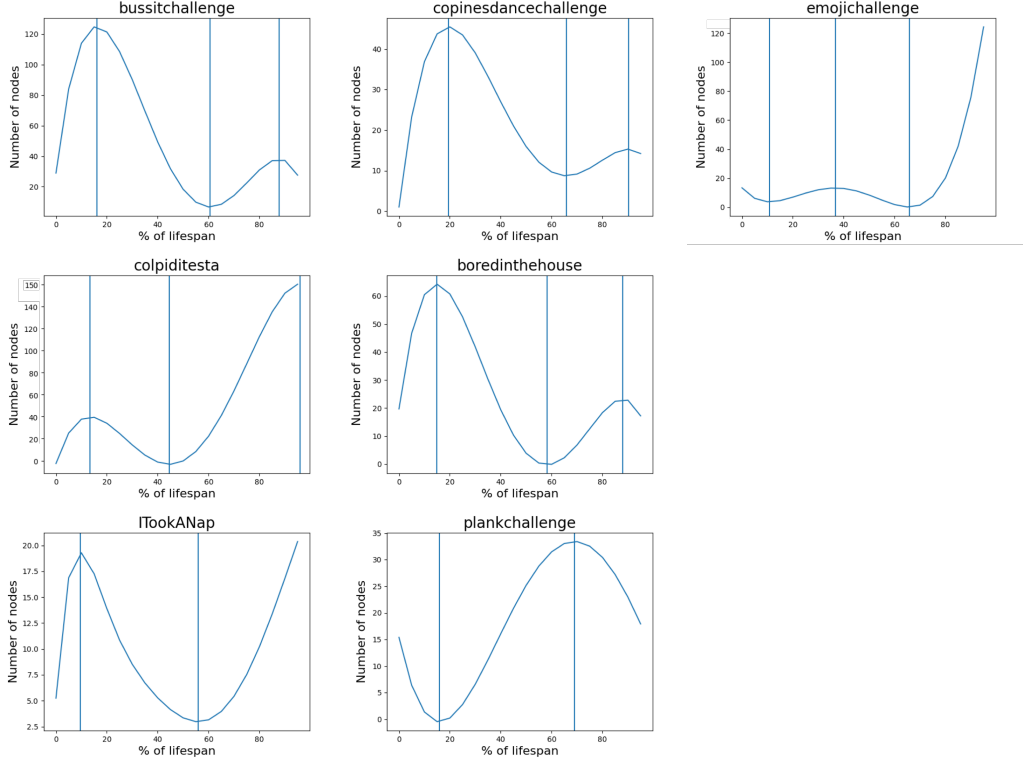 bussitchallenge
copinesdancechallenge
emojichallenge
Number of nodes
120
100
80
60
40
20
0 20 40 60 80
% of lifespan
Number of nodes
40
30
20
10
0
0 20 40 60 80
% of lifespan
Number of nodes
120
100
80
60
40
20
0
0 20 40 60 80
% of lifespan
colpiditesta
boredinthehouse
Number of nodes
150
140
120
100
80
60
40
20
0
0 20 40 60 80
% of lifespan
Number of nodes
60
50
40
30
20
10
0
0 20 40 60 80
% of lifespan
ITookANap
plankchallenge
Number of nodes
20.0
17.5
15.0
12.5
10.0
7.5
5.0
2.5
0 20 40 60 80
% of lifespan
Number of nodes
35
30
25
20
15
10
5
0
0 20 40 60 80
% of lifespan